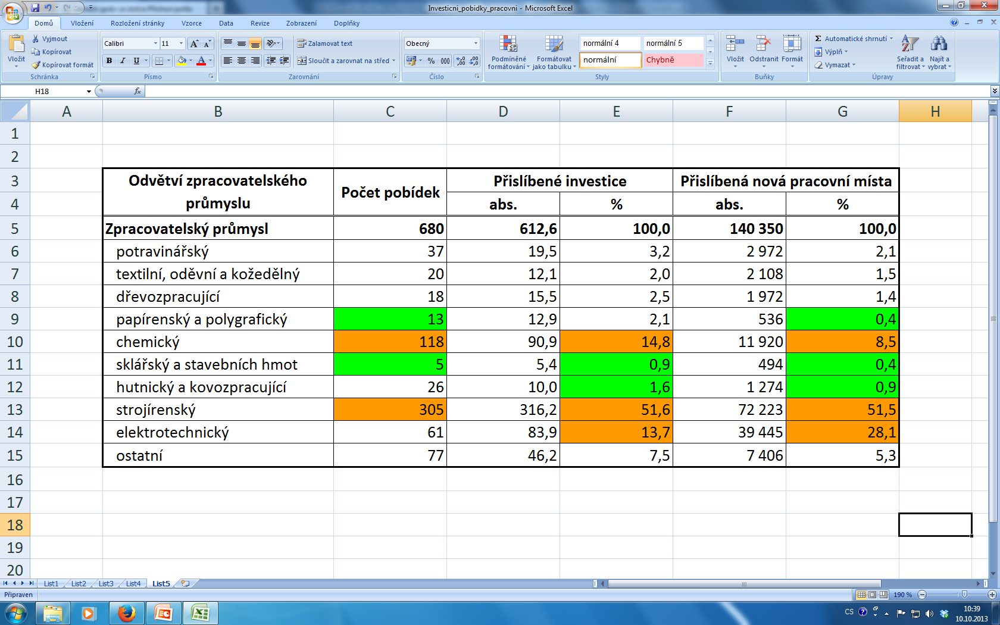 Investicni_pobidky_pracovni - Microsoft Excel
Domů Vložení Rozložení stránky Vzorce Data Revize Zobrazení Doplňky
Vložit
Vyjmout
Kopírovat
Kopírovat formát
Schránka
Calibri 11
B I U
Písmo
Zalamovat text
Sloučit a zarovnat na střed
Zarovnání
Obecný
% 000
Číslo
Podmíněné formátování
Formátovat jako tabulku
normální 4 normální 5
normální Chybně
Styly
Vložit Odstranit Formát
Buňky
Σ Automatické shrnutí
Výplň
Vymazat
Seřadit a filtrovat
Najít a vybrat
Úpravy
H18 fx
A B C D E F G H
1
2
3 Odvětví zpracovatelského průmyslu Počet pobídek Přislíbené investice Přislíbená nová pracovní místa
4 abs. % abs. %
5 Zpracovatelský průmysl 680 612,6 100,0 140 350 100,0
6 potravinářský 37 19,5 3,2 2 972 2,1
7 textilní, oděvní a kožedělný 20 12,1 2,0 2 108 1,5
8 dřevozpracující 18 15,5 2,5 1 972 1,4
9 papírenský a polygrafický 13 12,9 2,1 536 0,4
10 chemický 118 90,9 14,8 11 920 8,5
11 sklářský a stavebních hmot 5 5,4 0,9 494 0,4
12 hutnický a kovozpracující 26 10,0 1,6 1 274 0,9
13 strojírenský 305 316,2 51,6 72 223 51,5
14 elektrotechnický 61 83,9 13,7 39 445 28,1
15 ostatní 77 46,2 7,5 7 406 5,3
16
17
18
19
20
List1 List2 List3 List4 List5
Připraven 190 %
CS 10:39
10.10.2013